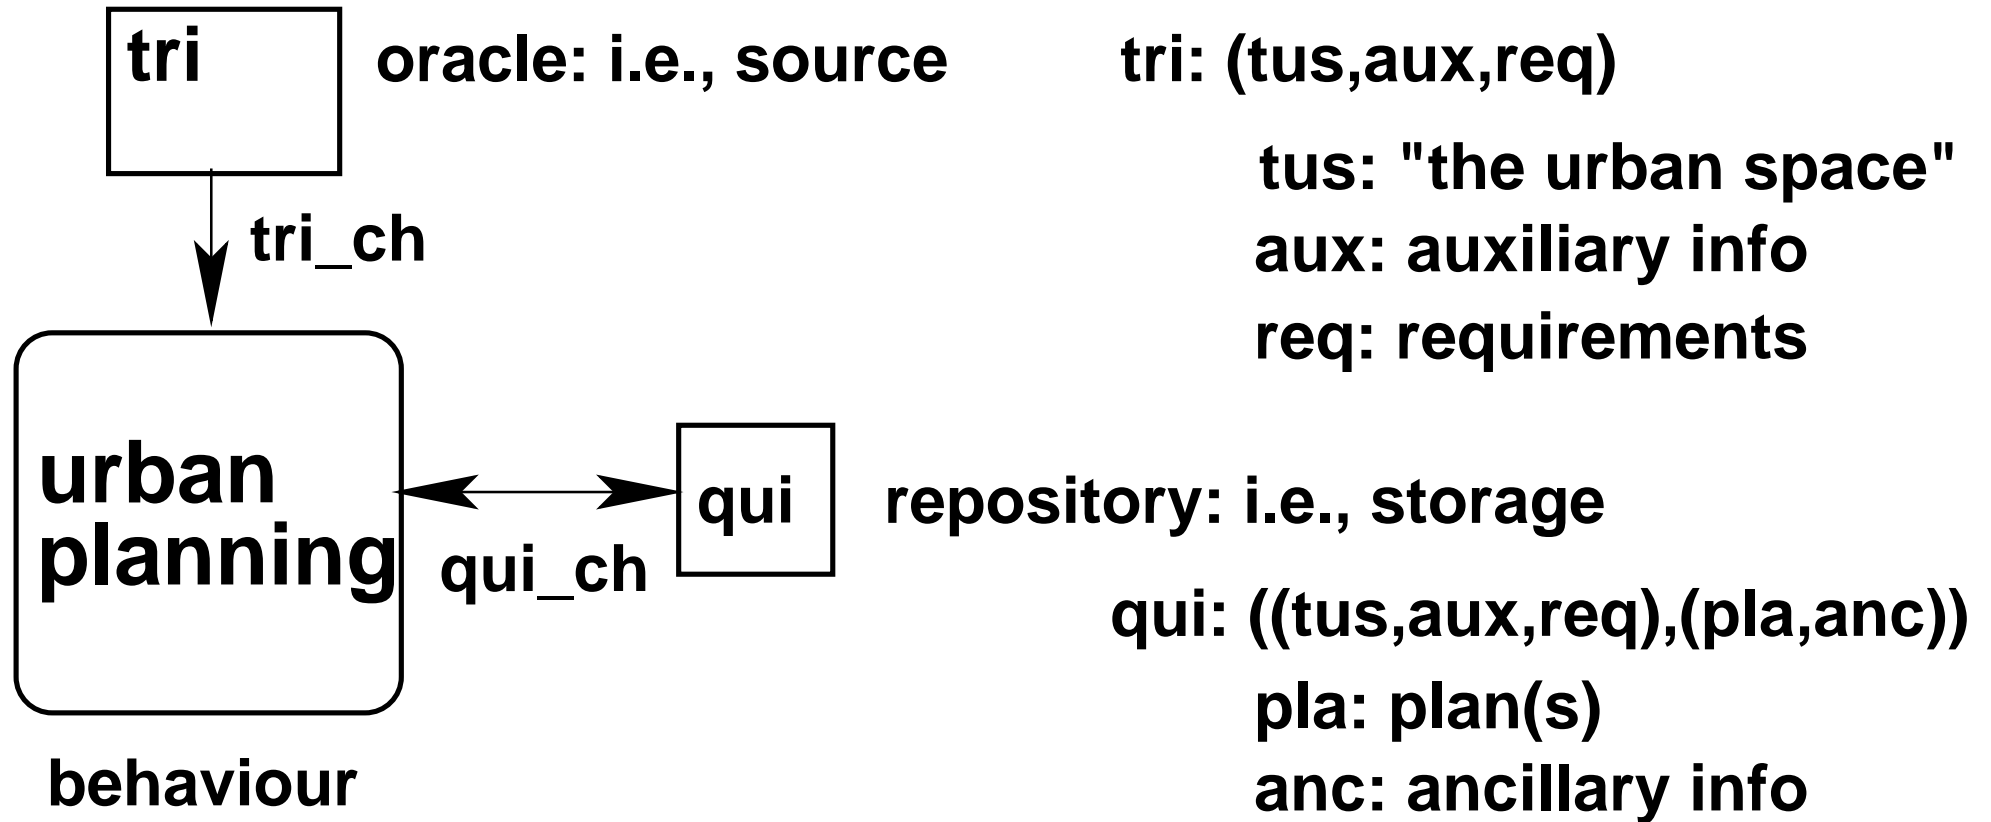 tri
oracle: i.e., source
tri: (tus,aux,req)
tus: "the urban space"
tri_ch
aux: auxiliary info
req: requirements
urban
planning
qui_ch
qui
repository: i.e., storage
qui: ((tus,aux,req),(pla,anc))
pla: plan(s)
behaviour
anc: ancillary info